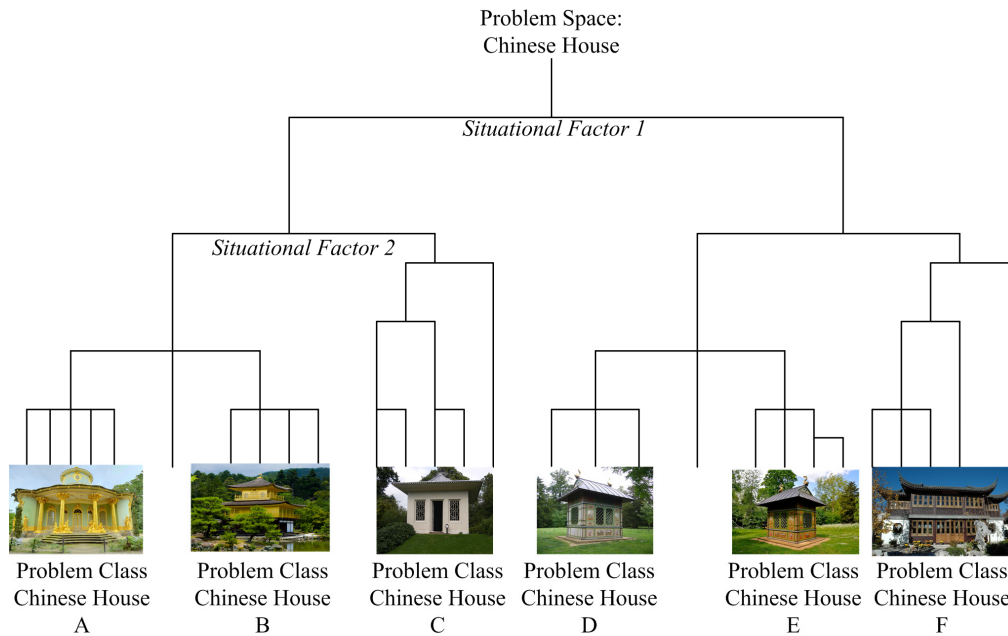 Problem Space:
Chinese House
Situational Factor 1
Situational Factor 2
Problem Class
Chinese House
A
Problem Class
Chinese House
B
Problem Class
Chinese House
C
Problem Class
Chinese House
D
Problem Class
Chinese House
E
Problem Class
Chinese House
F